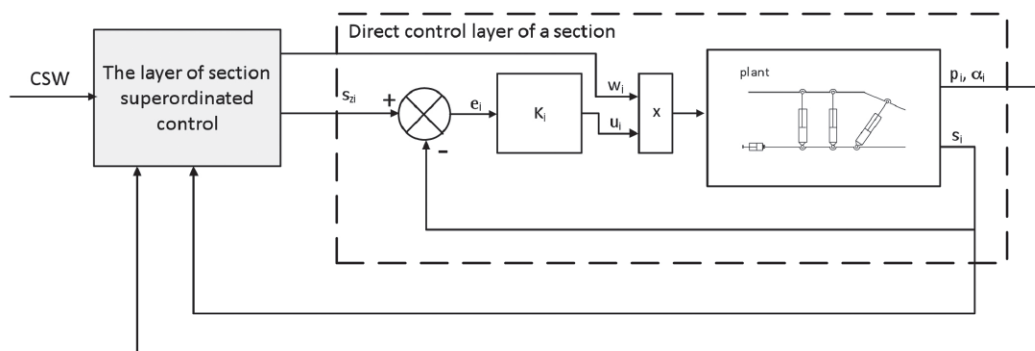 Direct control layer of a section
CSW
The layer of section
superordinated
control
s_zi
+
-
e_i
K_i
w_i
u_i
x
plant
p_i, α_i
s_i